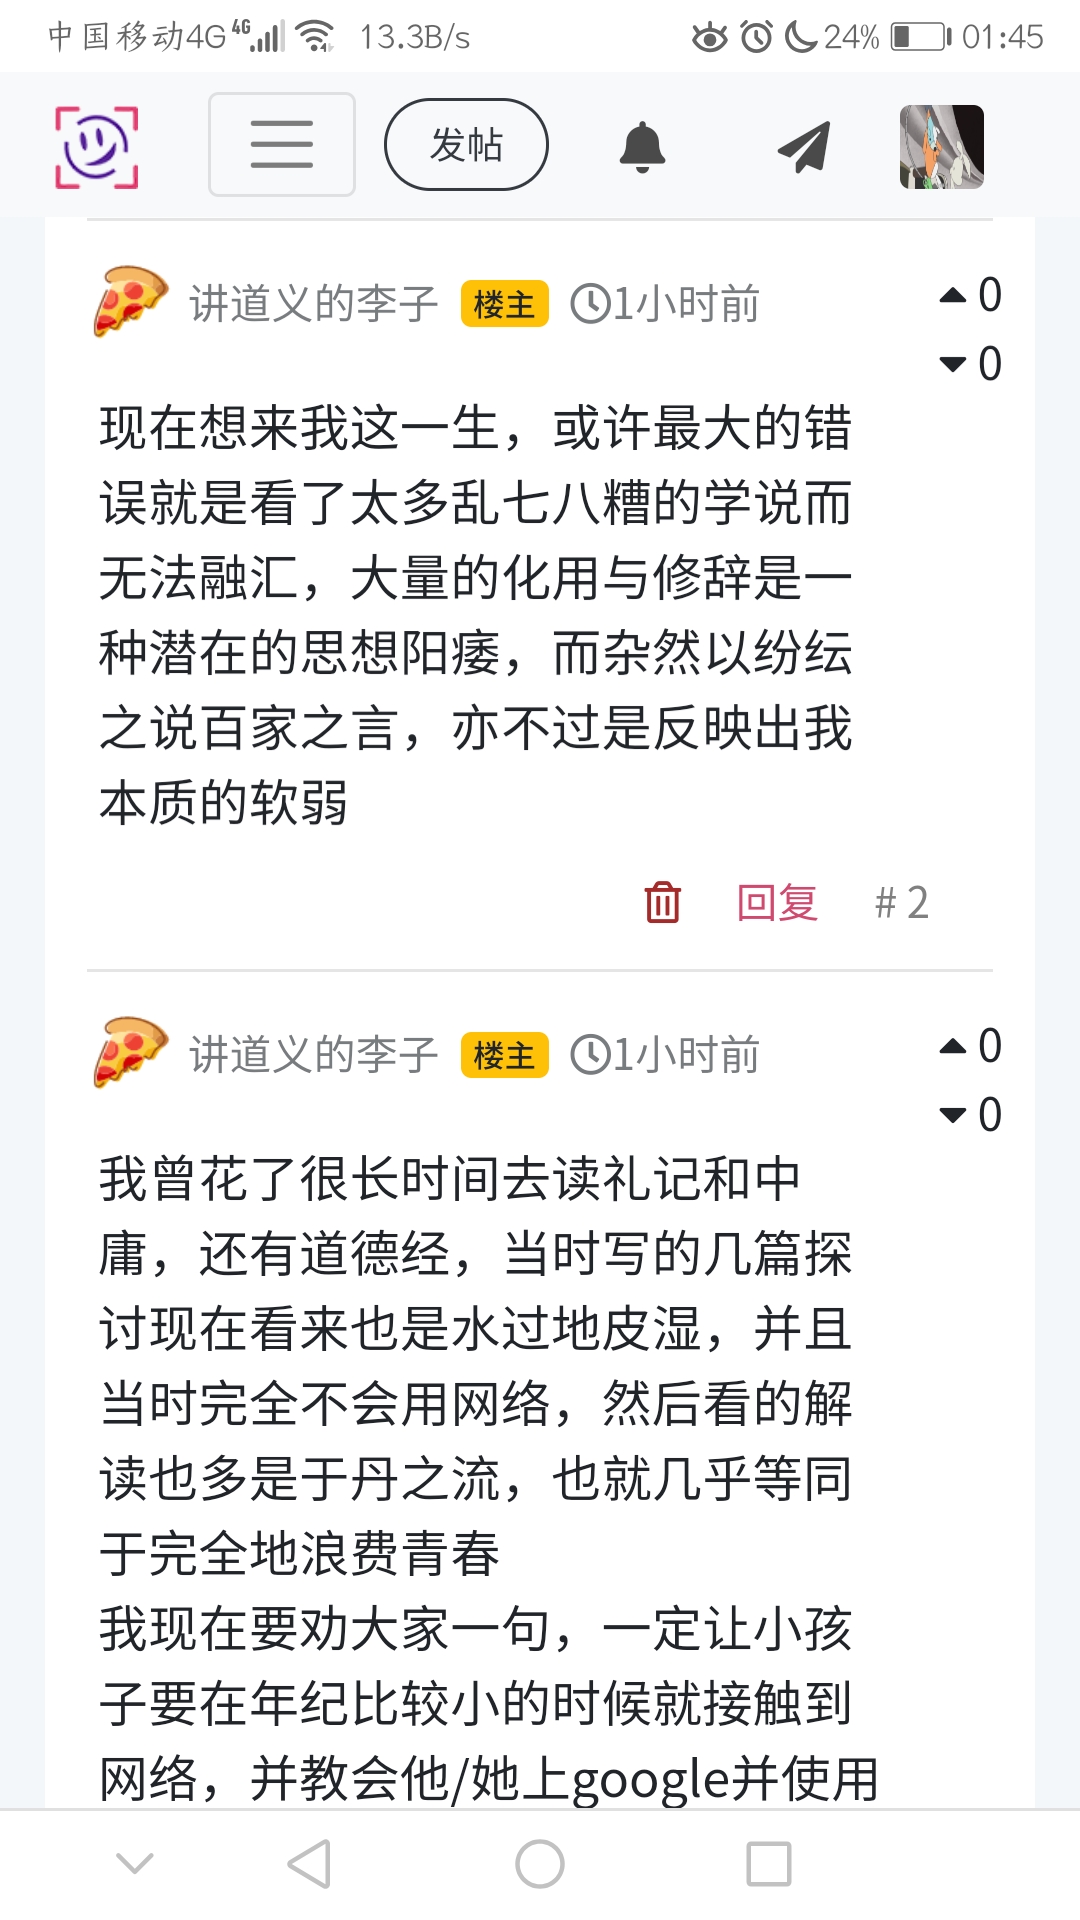 中国移动4G 4G 13.3B/s 24% 01:45
发帖
讲道义的李子 楼主 1小时前 0
0
现在想来我这一生，或许最大的错
误就是看了太多乱七八糟的学说而
无法融汇，大量的化用与修辞是一
种潜在的思想阳痿，而杂然以纷纭
之说百家之言，亦不过是反映出我
本质的软弱
回复 # 2
讲道义的李子 楼主 1小时前 0
0
我曾花了很长时间去读礼记和中
庸，还有道德经，当时写的几篇探
讨现在看来也是水过地皮湿，并且
当时完全不会用网络，然后看的解
读也多是于丹之流，也就几乎等同
于完全地浪费青春
我现在要劝大家一句，一定让小孩
子要在年纪比较小的时候就接触到
网络，并教会他/她上google并使用